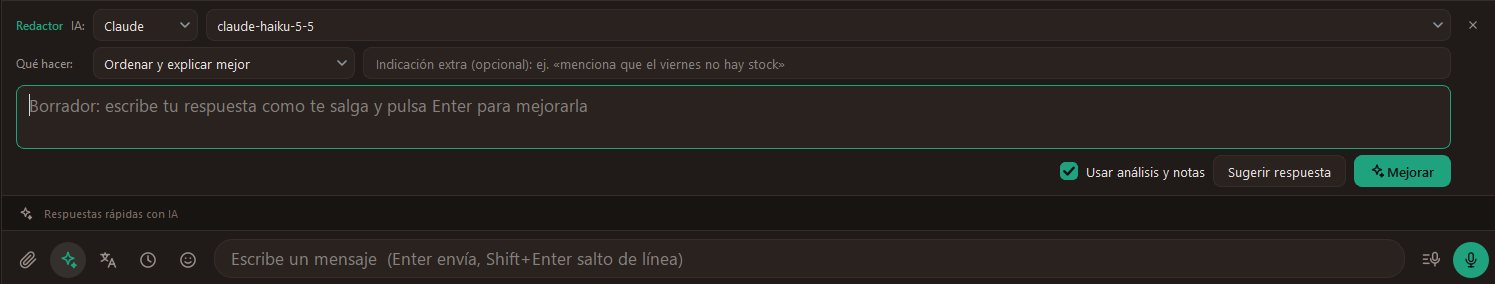 Redactor IA: Claude claude-haiku-5-5
Qué hacer: Ordenar y explicar mejor Indicación extra (opcional): ej. «menciona que el viernes no hay stock»
Borrador: escribe tu respuesta como te salga y pulsa Enter para mejorarla
Usar análisis y notas Sugerir respuesta Mejorar
Respuestas rápidas con IA
Escribe un mensaje (Enter envía, Shift+Enter salto de línea)